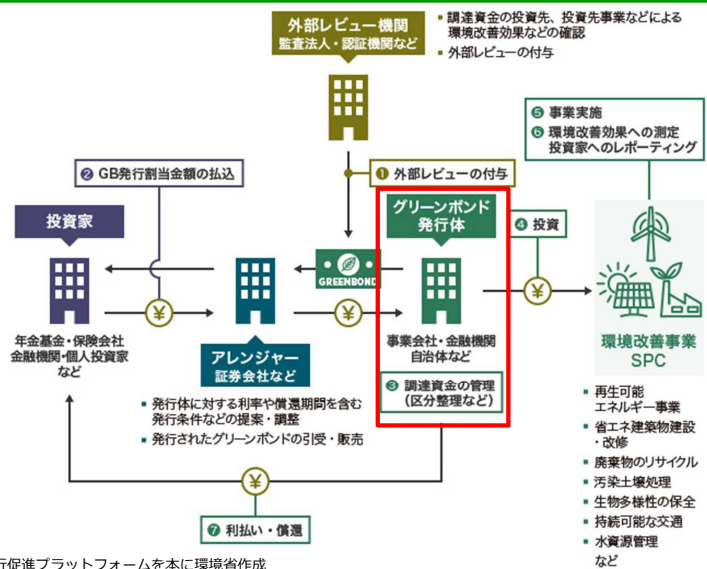 外部レビュー機関
監査法人・認証機関など
▪ 調達資金の投資先、投資先事業などによる
環境改善効果などの確認
▪ 外部レビューの付与
❺ 事業実施
❻ 環境改善効果への測定
投資家へのレポーティング
❷ GB発行割当金額の払込
❶ 外部レビューの付与
投資家
グリーンボンド
発行体
❹ 投資
GREENBOND
¥
¥
¥
年金基金・保険会社
金融機関・個人投資家
など
アレンジャー
証券会社など
事業会社・金融機関
自治体など
環境改善事業
SPC
❸ 調達資金の管理
(区分整理など)
▪ 発行体に対する利率や償還期間を含む
発行条件などの提案・調整
▪ 発行されたグリーンボンドの引受・販売
▪ 再生可能
エネルギー事業
▪ 省エネ建築物建設
・改修
▪ 廃棄物のリサイクル
▪ 汚染土壌処理
▪ 生物多様性の保全
▪ 持続可能な交通
▪ 水資源管理
など
¥
❼ 利払い・償還
行促進プラットフォームを本に環境省作成